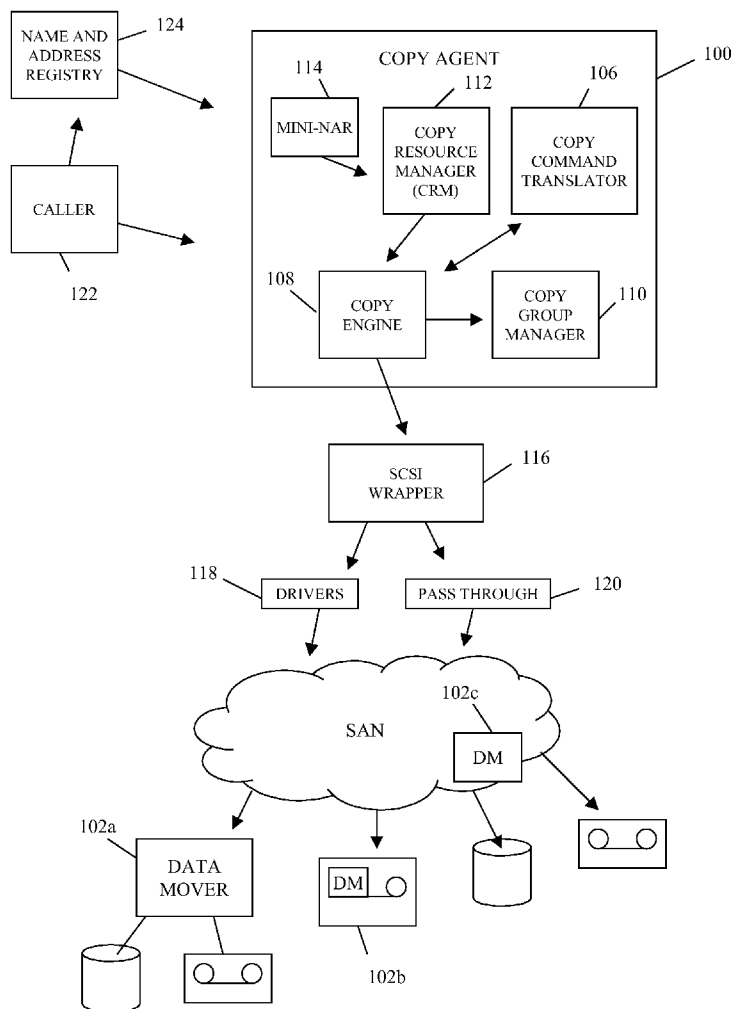 NAME AND
ADDRESS
REGISTRY
124
CALLER
122
COPY AGENT
100
114
MINI-NAR
112
COPY
RESOURCE
MANAGER
(CRM)
106
COPY
COMMAND
TRANSLATOR
108
COPY
ENGINE
COPY
GROUP
MANAGER
110
SCSI
WRAPPER
116
118
DRIVERS
PASS THROUGH
120
SAN
102c
DM
102a
DATA
MOVER
DM
102b